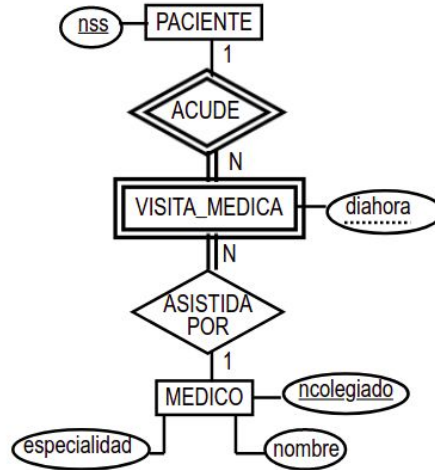 nss
PACIENTE
1
ACUDE
N
VISITA_MEDICA
diahora
N
ASISTIDA
POR
1
MEDICO
ncolegiado
especialidad
nombre